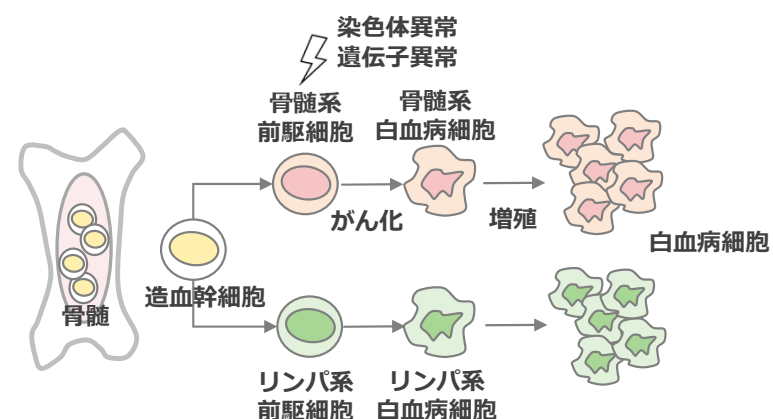 染色体異常
遺伝子異常
骨髄系
前駆細胞
骨髄系
白血病細胞
がん化
増殖
白血病細胞
造血幹細胞
骨髄
リンパ系
前駆細胞
リンパ系
白血病細胞